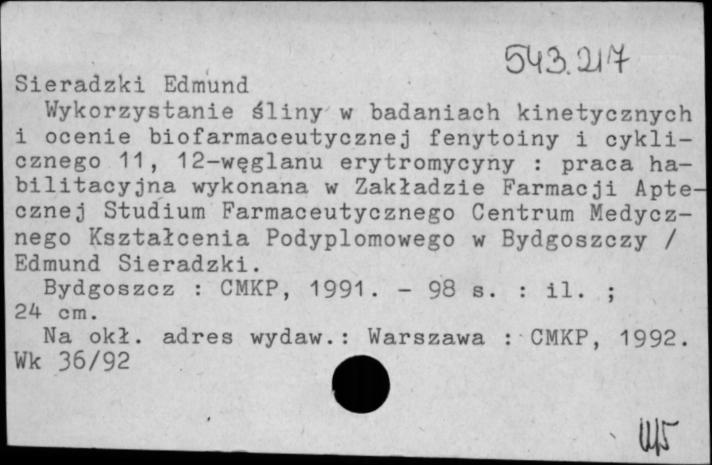 543.217
Sieradzki Edmund
Wykorzystanie śliny w badaniach kinetycznych
i ocenie biofarmaceutycznej fenytoiny i cykli-
cznego 11, 12-węglanu erytromycyny : praca ha-
bilitacyjna wykonana w Zakładzie Farmacji Apte-
cznej Studium Farmaceutycznego Centrum Medycz-
nego Kształcenia Podyplomowego w Bydgoszczy /
Edmund Sieradzki.
Bydgoszcz : CMKP, 1991. - 98 s. : il. ;
24 cm.
Na okł. adres wydaw.: Warszawa : CMKP, 1992.
Wk 36/92